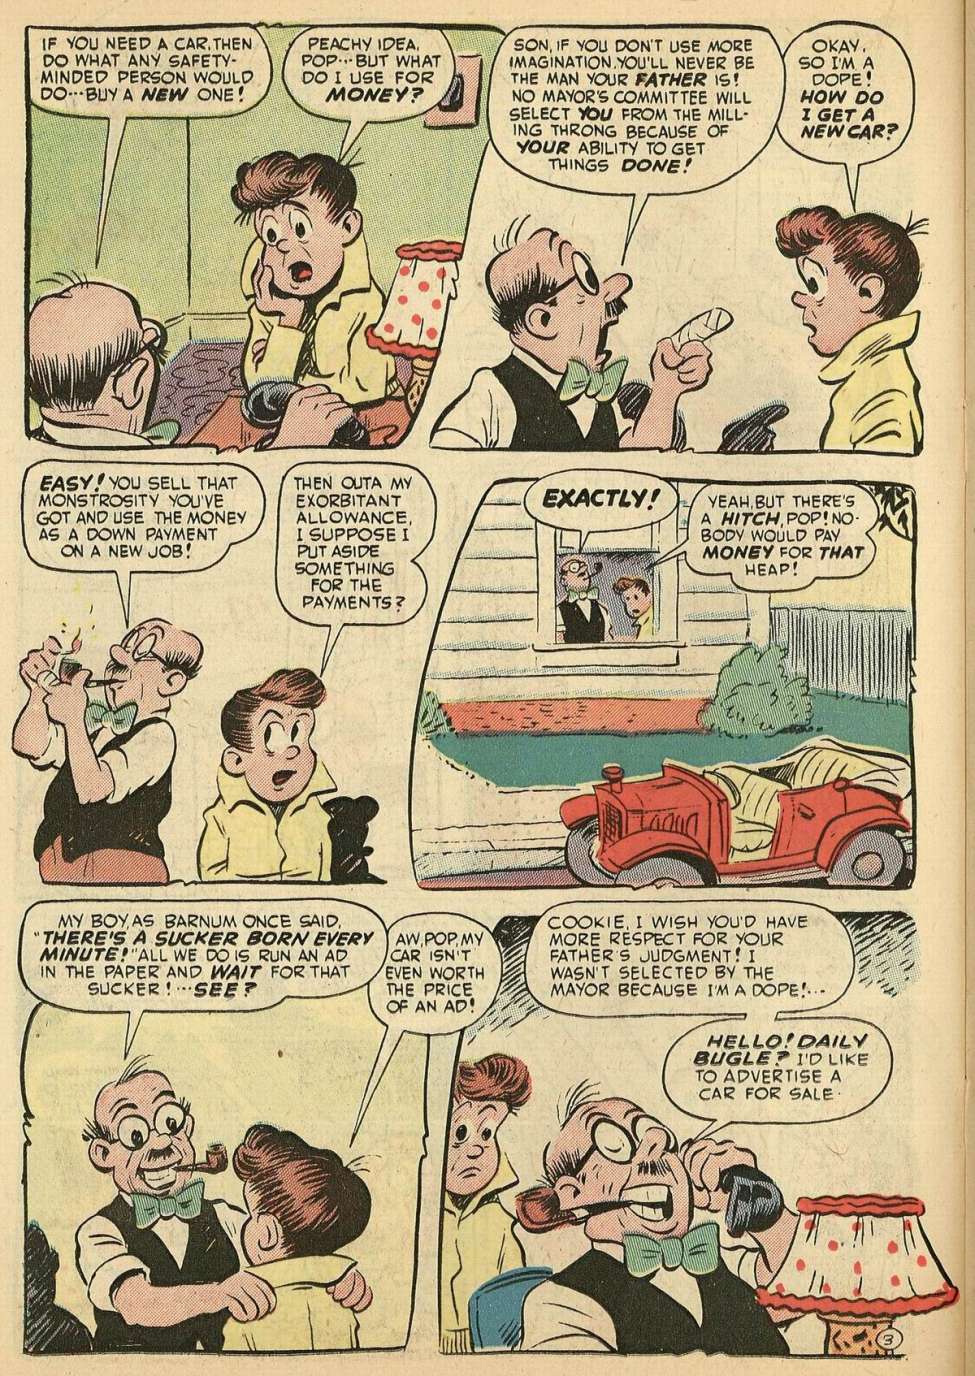 IF YOU NEED A CAR, THEN
DO WHAT ANY SAFETY-
MINDED PERSON WOULD
DO---BUY A NEW ONE!
PEACHY IDEA,
POP---BUT WHAT
DO I USE FOR
MONEY?
SON, IF YOU DON'T USE MORE
IMAGINATION, YOU'LL NEVER BE
THE MAN YOUR FATHER IS!
NO MAYOR'S COMMITTEE WILL
SELECT YOU FROM THE MILL-
ING THRONG BECAUSE OF
YOUR ABILITY TO GET
THINGS DONE!
OKAY,
SO I'M A
DOPE!
HOW DO
I GET A
NEW CAR?
EASY! YOU SELL THAT
MONSTROSITY YOU'VE
GOT AND USE THE MONEY
AS A DOWN PAYMENT
ON A NEW JOB!
THEN OUTA MY
EXORBITANT
ALLOWANCE,
I SUPPOSE I
PUT ASIDE
SOMETHING
FOR THE
PAYMENTS?
EXACTLY!
YEAH, BUT THERE'S
A HITCH, POP! NO-
BODY WOULD PAY
MONEY FOR THAT
HEAP!
MY BOY, AS BARNUM ONCE SAID,
"THERE'S A SUCKER BORN EVERY
MINUTE!" ALL WE DO IS RUN AN AD
IN THE PAPER AND WAIT FOR THAT
SUCKER!---SEE?
AW, POP, MY
CAR ISN'T
EVEN WORTH
THE PRICE
OF AN AD!
COOKIE, I WISH YOU'D HAVE
MORE RESPECT FOR YOUR
FATHER'S JUDGMENT! I
WASN'T SELECTED BY THE
MAYOR BECAUSE I'M A DOPE!---
HELLO! DAILY
BUGLE? I'D LIKE
TO ADVERTISE A
CAR FOR SALE-
3